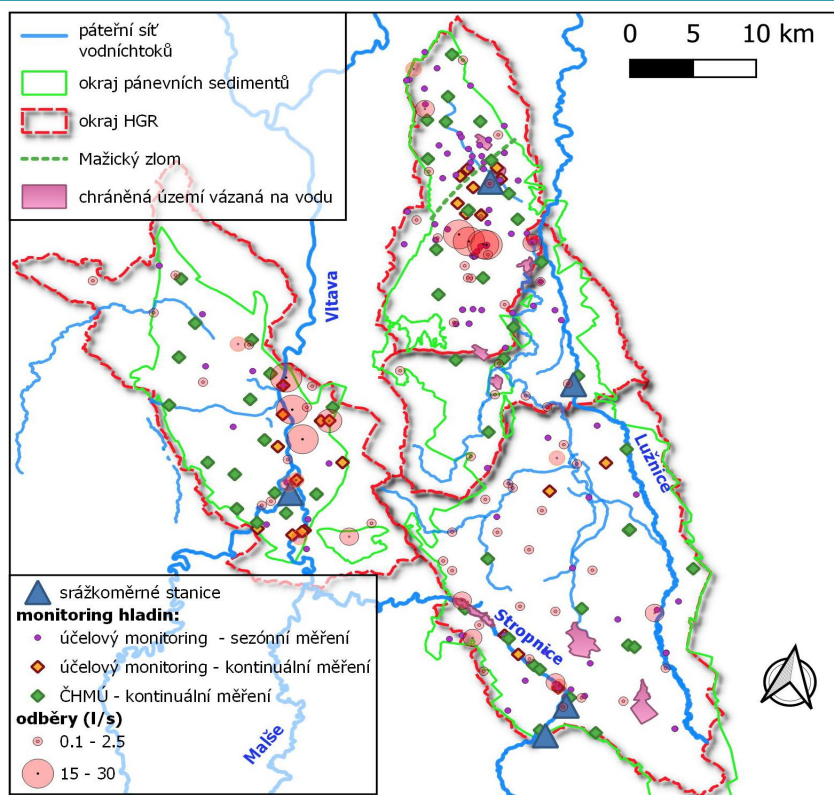 páteřní síť
vodníchtoků
okraj pánevních sedimentů
okraj HGR
Mažický zlom
chráněná území vázaná na vodu
0 5 10 km
Vltava
Lužnice
Stropnice
Malše
srážkoměrné stanice
monitoring hladin:
účelový monitoring - sezónní měření
účelový monitoring - kontinuální měření
ČHMÚ - kontinuální měření
odběry (l/s)
0.1 - 2.5
15 - 30